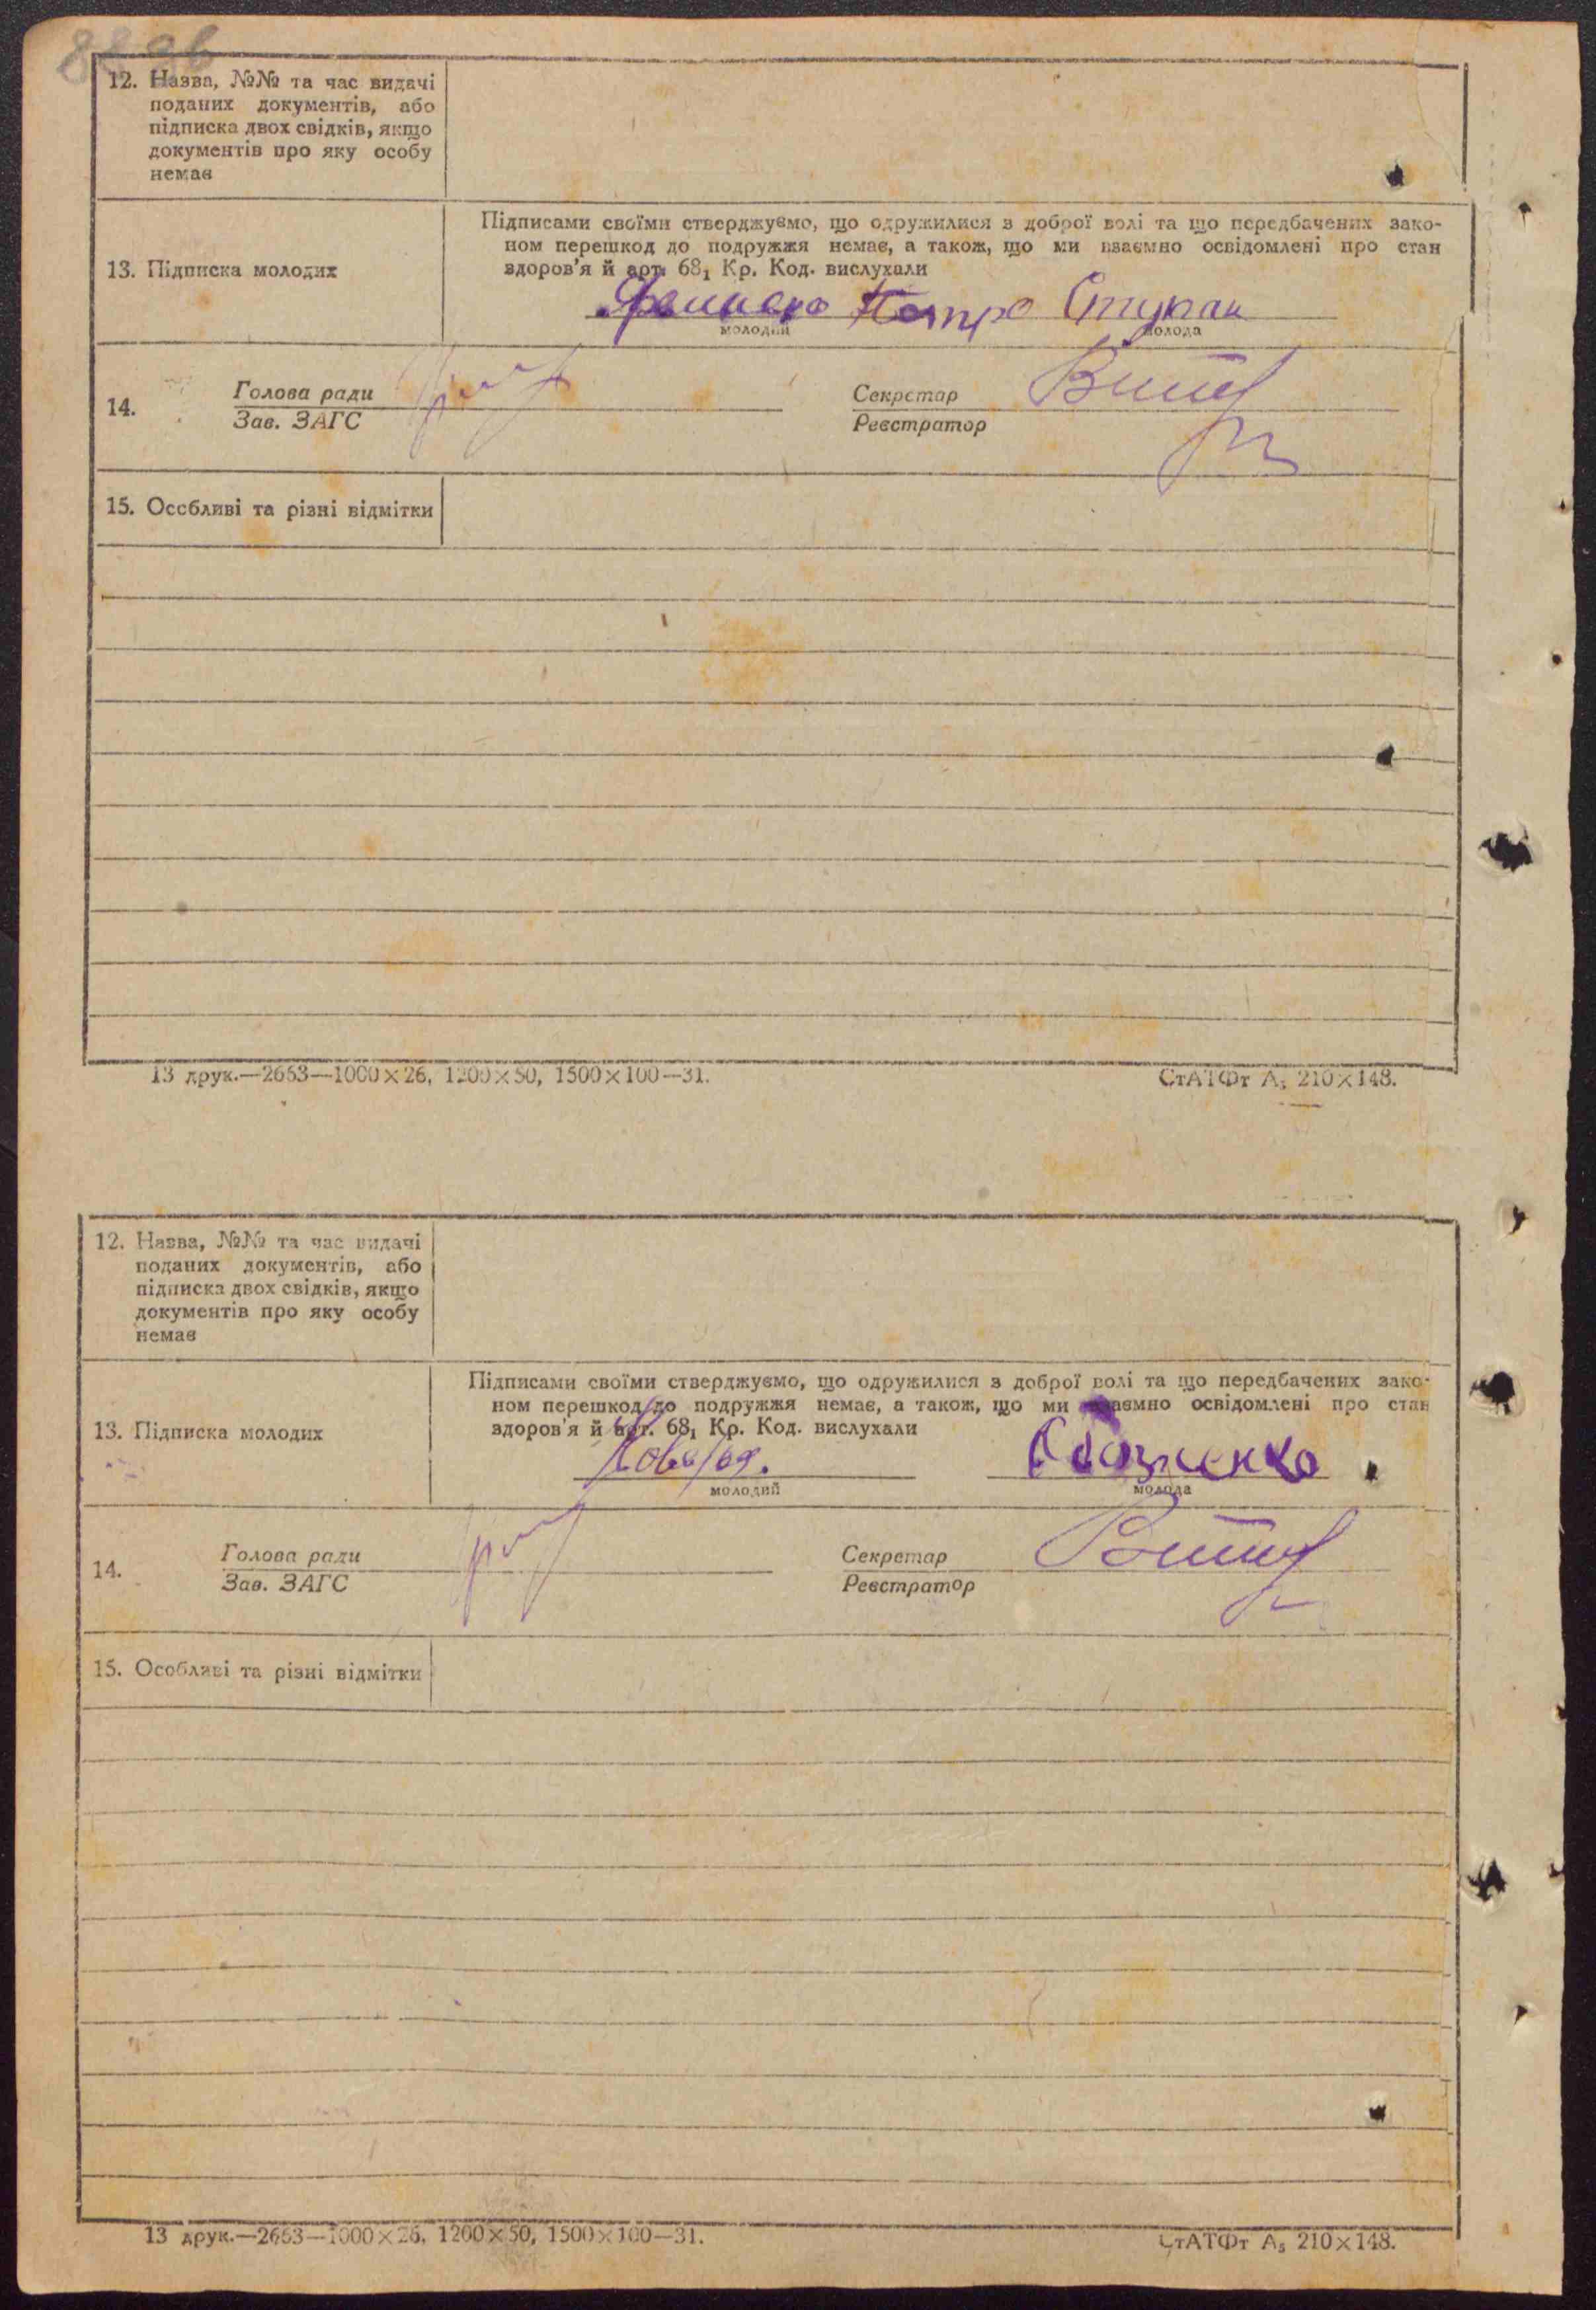 12. Назва, №№ та час видачі
поданих документів, або
підписка двох свідків, якщо
документів про яку особу
немає
13. Підписка молодих
Підписами своїми стверджуємо, що одружилися з доброї волі та що передбачених зако-
ном перешкод до подружжя немає, а також, що ми взаємно освідомлені про стан
здоров'я й арт. 68₁ Кр. Код. вислухали
Петро Ступак
молодий молода
14.
Голова ради
Зав. ЗАГС
Секретар
Реєстратор
15. Особливі та різні відмітки
13 друк.—2663—1000×26, 1200×50, 1500×100—31.
СтАТФт А₅ 210×148.
12. Назва, №№ та час видачі
поданих документів, або
підписка двох свідків, якщо
документів про яку особу
немає
13. Підписка молодих
Підписами своїми стверджуємо, що одружилися з доброї волі та що передбачених зако-
ном перешкод до подружжя немає, а також, що ми взаємно освідомлені про стан
здоров'я й арт. 68₁ Кр. Код. вислухали
молодий молода
14.
Голова ради
Зав. ЗАГС
Секретар
Реєстратор
15. Особливі та різні відмітки
13 друк.—2663—1000×26, 1200×50, 1500×100—31.
СтАТФт А₅ 210×148.